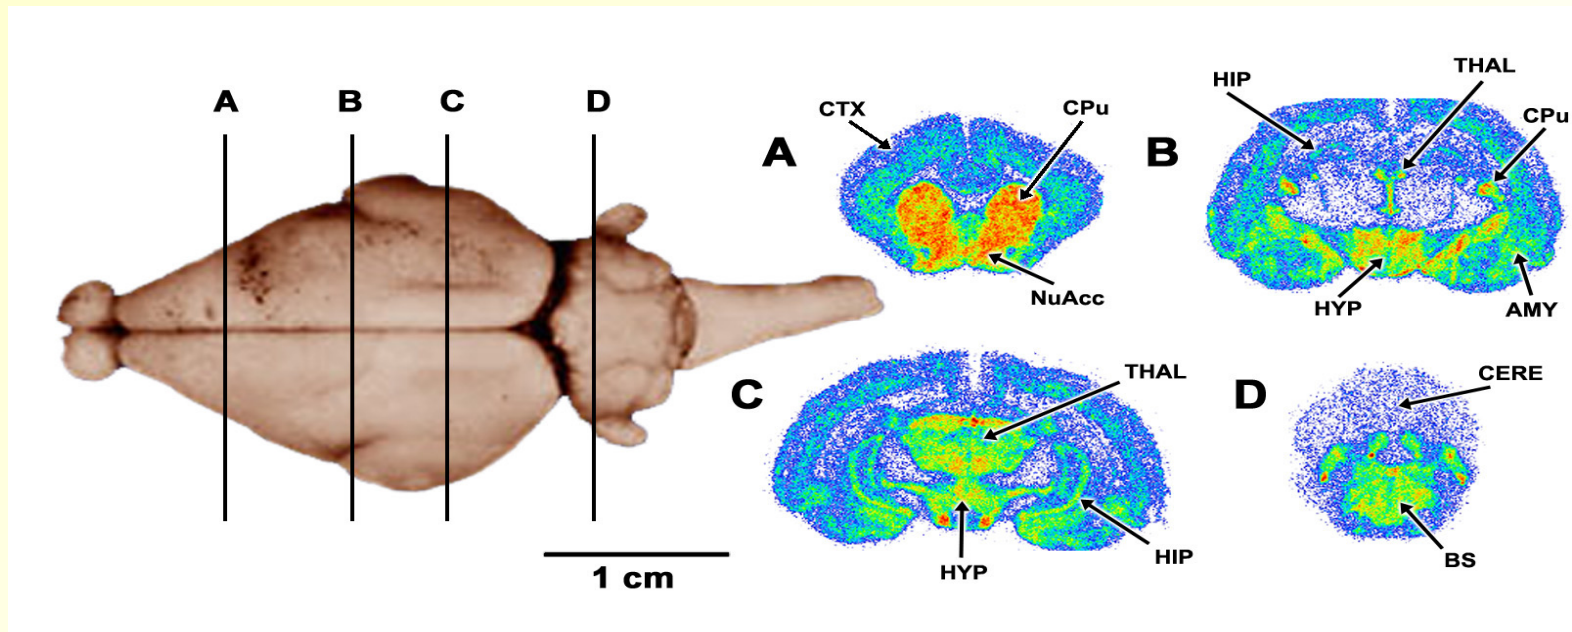 A
B
C
D
1 cm
A
CTX
CPu
NuAcc
B
HIP
THAL
CPu
HYP
AMY
C
THAL
HYP
HIP
D
CERE
BS